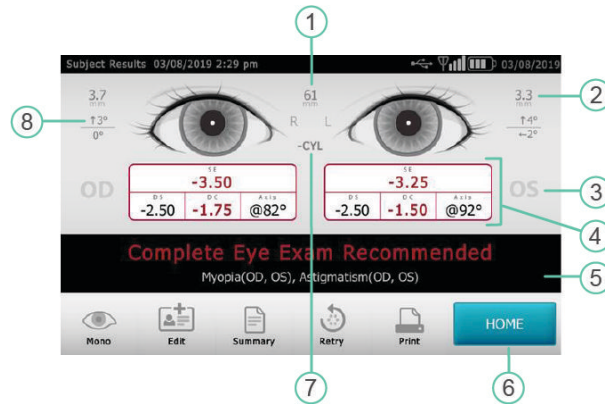 1
Subject Results 03/08/2019 2:29 pm 03/08/2019
3.7 mm 61 mm 3.3 mm 2
8 ↑3° R L ↑4°
0° ←2°
-CYL
OD SE SE OS 3
-3.50 -3.25
DS DC Axis DS DC Axis 4
-2.50 -1.75 @82° -2.50 -1.50 @92°
Complete Eye Exam Recommended
Myopia(OD, OS), Astigmatism(OD, OS) 5
Mono Edit Summary Retry Print HOME
7 6